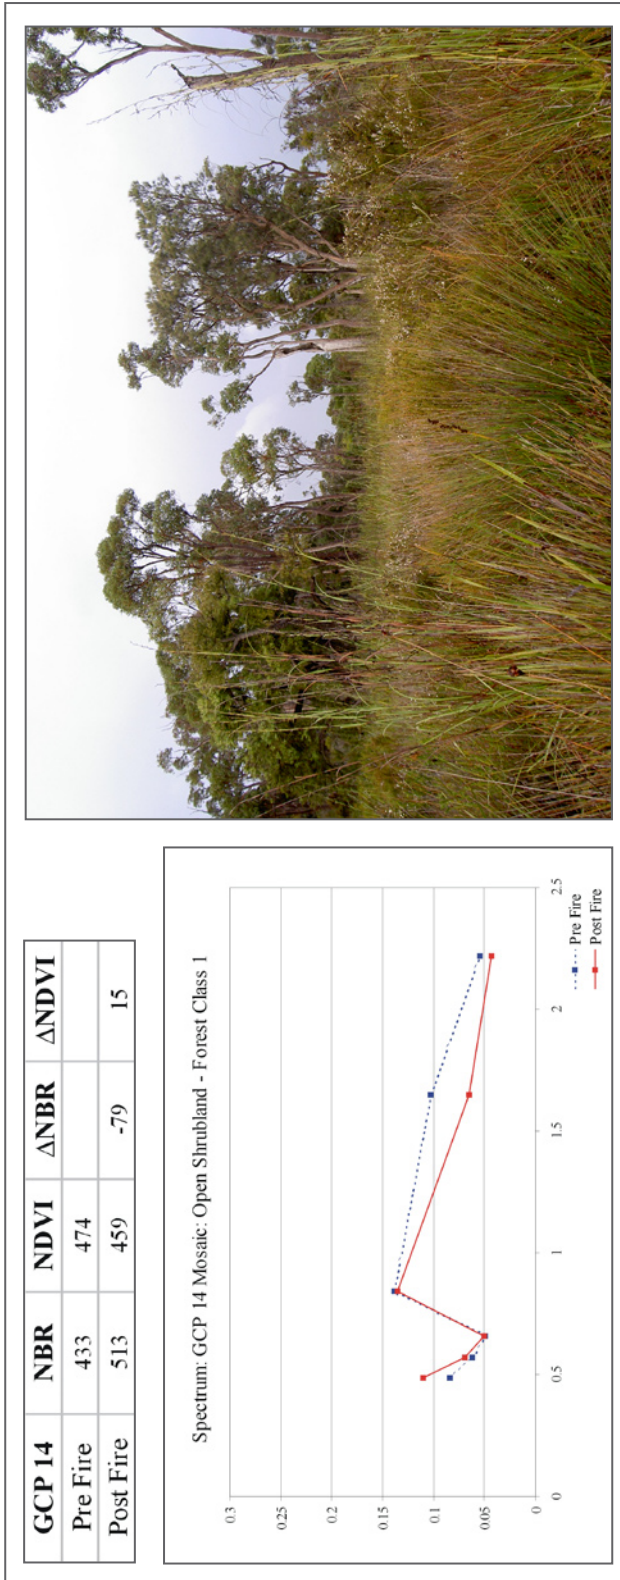 GCP 14 NBR NDVI ΔNBR ΔNDVI
Pre Fire 433 474
Post Fire 513 459 -79 15
Spectrum: GCP 14 Mosaic: Open Shrubland - Forest Class 1
0.3
0.25
0.2
0.15
0.1
0.05
0
0 0.5 1 1.5 2 2.5
Pre Fire
Post Fire